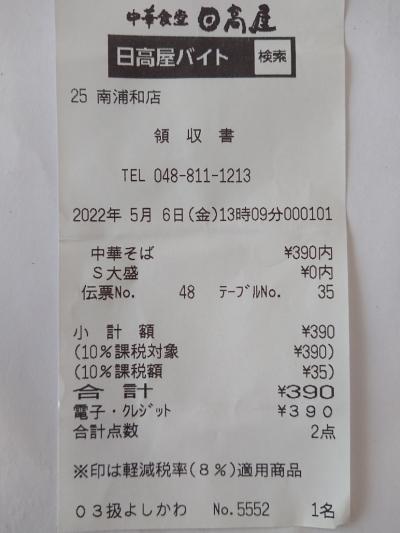 中華食堂 日高屋
日高屋バイト 検索
25 南浦和店
領 収 書
TEL 048-811-1213
2022年 5月 6日(金)13時09分000101
中華そば ¥390内
S大盛 ¥0内
伝票No. 48 テーブルNo. 35
小 計 額 ¥390
(10%課税対象 ¥390)
(10%課税額 ¥35)
合 計 ¥390
電子・クレジット ¥390
合計点数 2点
※印は軽減税率(8%)適用商品
03扱よしかわ No.5552 1名